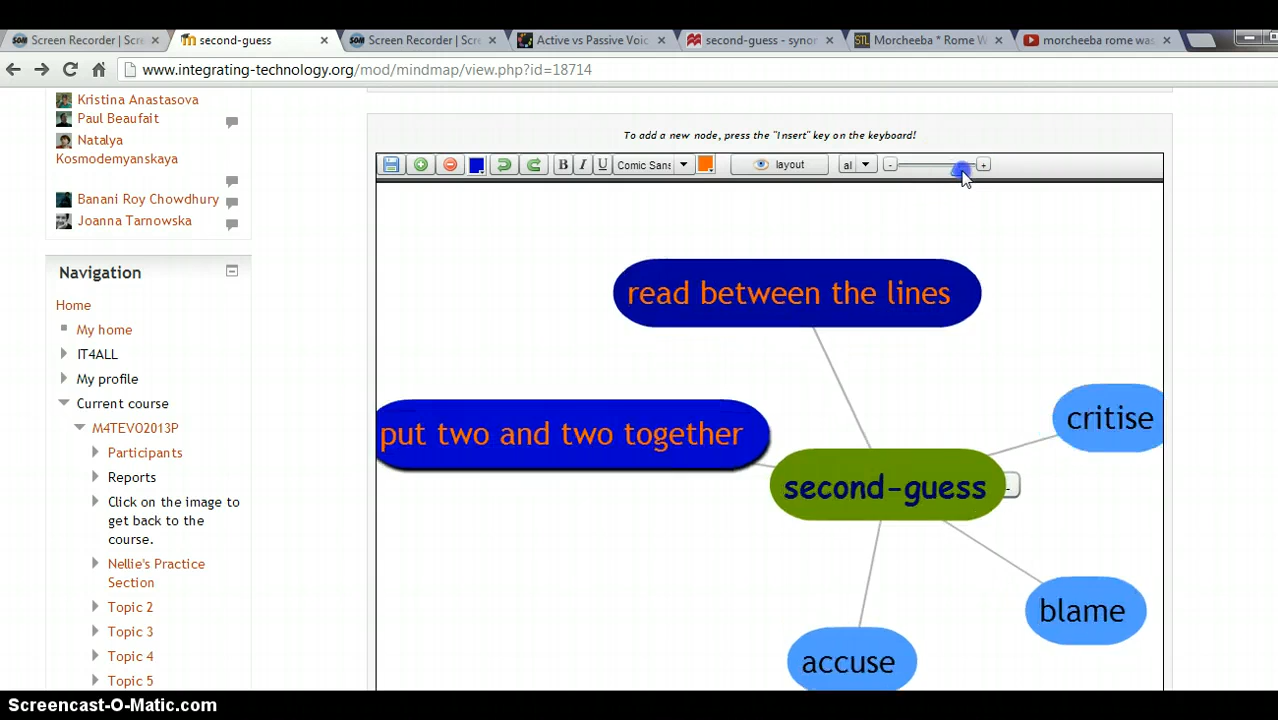 Screen Recorder | Scr
second-guess
Screen Recorder | Scr
Active vs Passive Voic
second-guess - synor
Morcheeba * Rome W
morcheeba rome was
www.integrating-technology.org/mod/mindmap/view.php?id=18714
Kristina Anastasova
Paul Beaufait
Natalya
Kosmodemyanskaya
Banani Roy Chowdhury
Joanna Tarnowska
Navigation
Home
My home
IT4ALL
My profile
Current course
M4TEVO2013P
Participants
Reports
Click on the image to
get back to the
course.
Nellie's Practice
Section
Topic 2
Topic 3
Topic 4
Topic 5
To add a new node, press the "Insert" key on the keyboard!
B I U Comic Sans layout al - +
read between the lines
put two and two together
critise
second-guess
blame
accuse
Screencast-O-Matic.com